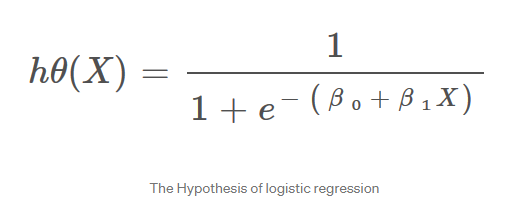 hθ(X) = 1 / 1 + e^−(β₀ + β₁X)
The Hypothesis of logistic regression